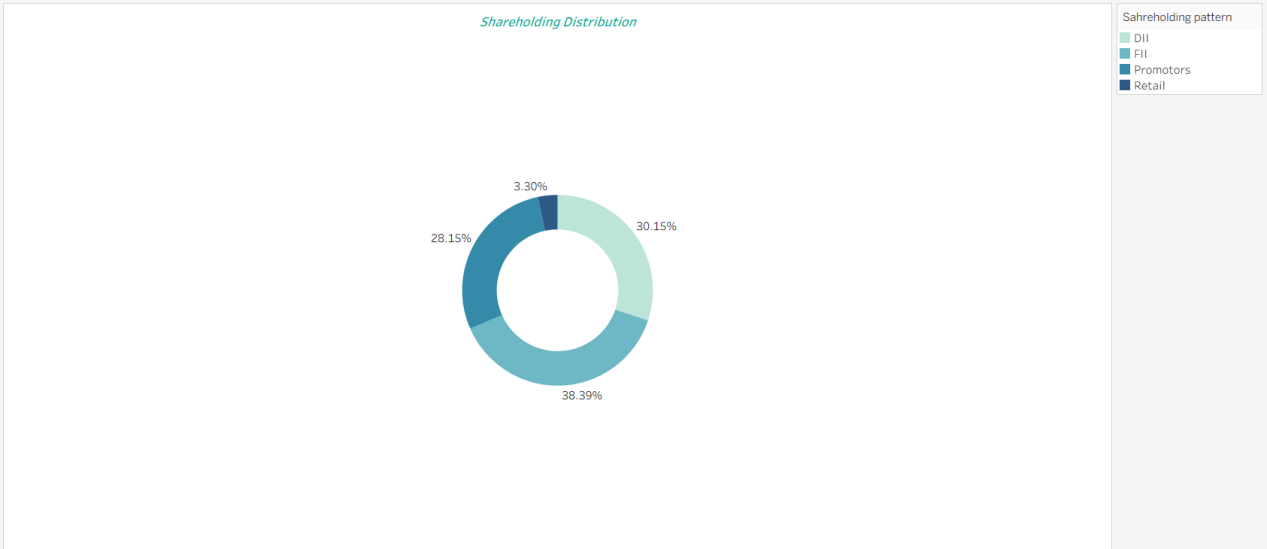 Shareholding Distribution
Sahreholding pattern
DII
FII
Promotors
Retail
3.30%
30.15%
28.15%
38.39%